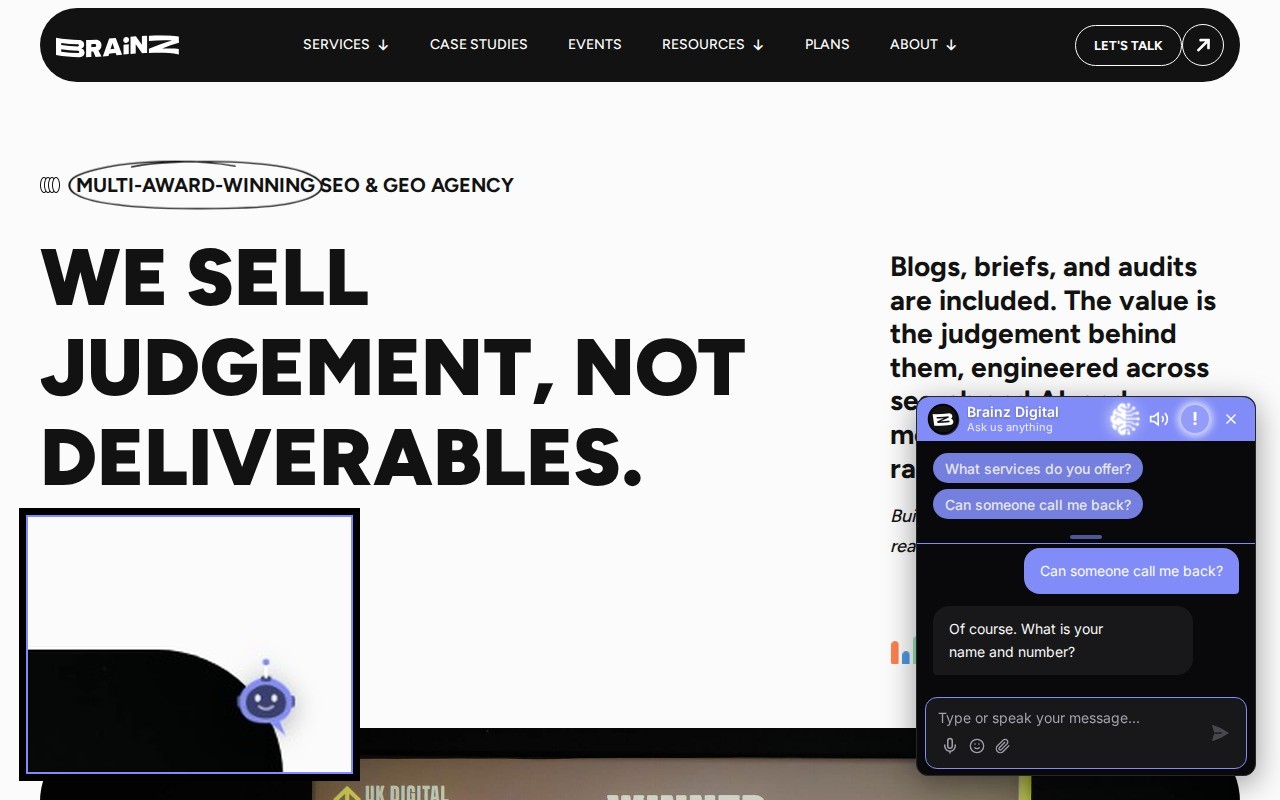 BRAINZ
SERVICES
CASE STUDIES
EVENTS
RESOURCES
PLANS
ABOUT
LET'S TALK
MULTI-AWARD-WINNING SEO & GEO AGENCY
WE SELL
JUDGEMENT, NOT
DELIVERABLES.
Blogs, briefs, and audits
are included. The value is
the judgement behind
them, engineered across
Brainz Digital
Ask us anything
!
What services do you offer?
Can someone call me back?
Can someone call me back?
Of course. What is your
name and number?
Type or speak your message...
UK DIGITAL